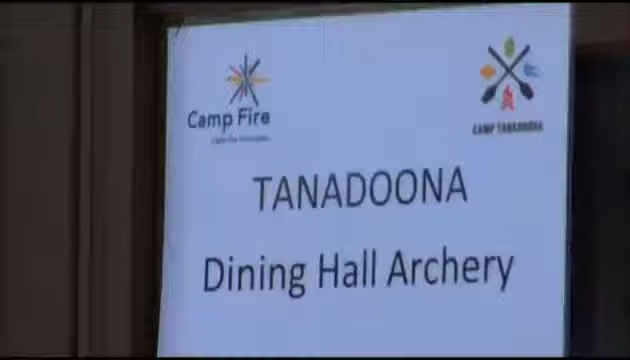 Camp Fire
CAMP TANADOONA
TANADOONA
Dining Hall Archery